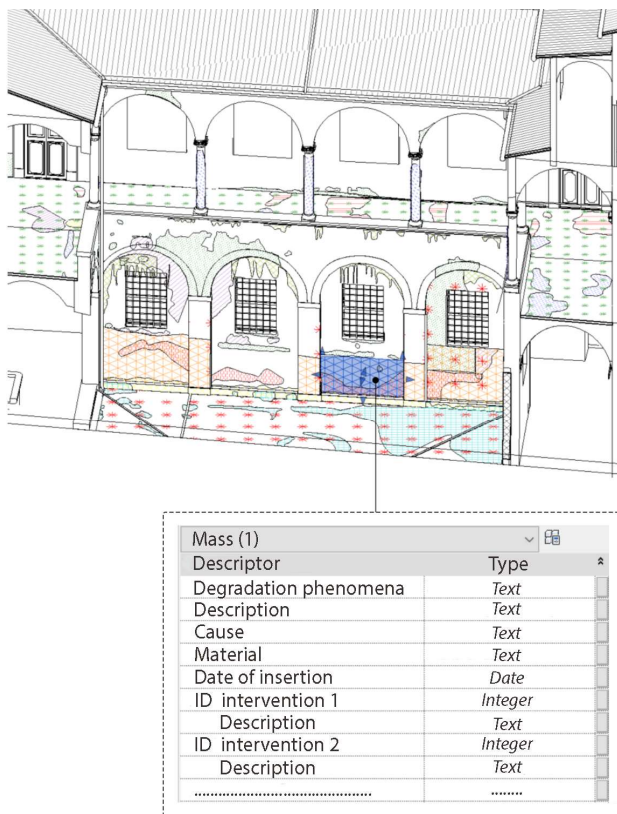 Mass (1)
Descriptor Type
Degradation phenomena Text
Description Text
Cause Text
Material Text
Date of insertion Date
ID intervention 1 Integer
Description Text
ID intervention 2 Integer
Description Text
............................................ ........